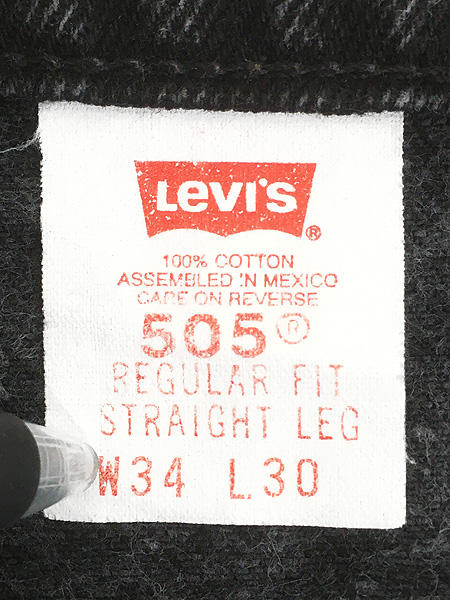 Levi's ®
100% COTTON
ASSEMBLED IN MEXICO
CARE ON REVERSE
505 ®
REGULAR FIT
STRAIGHT LEG
W34 L30